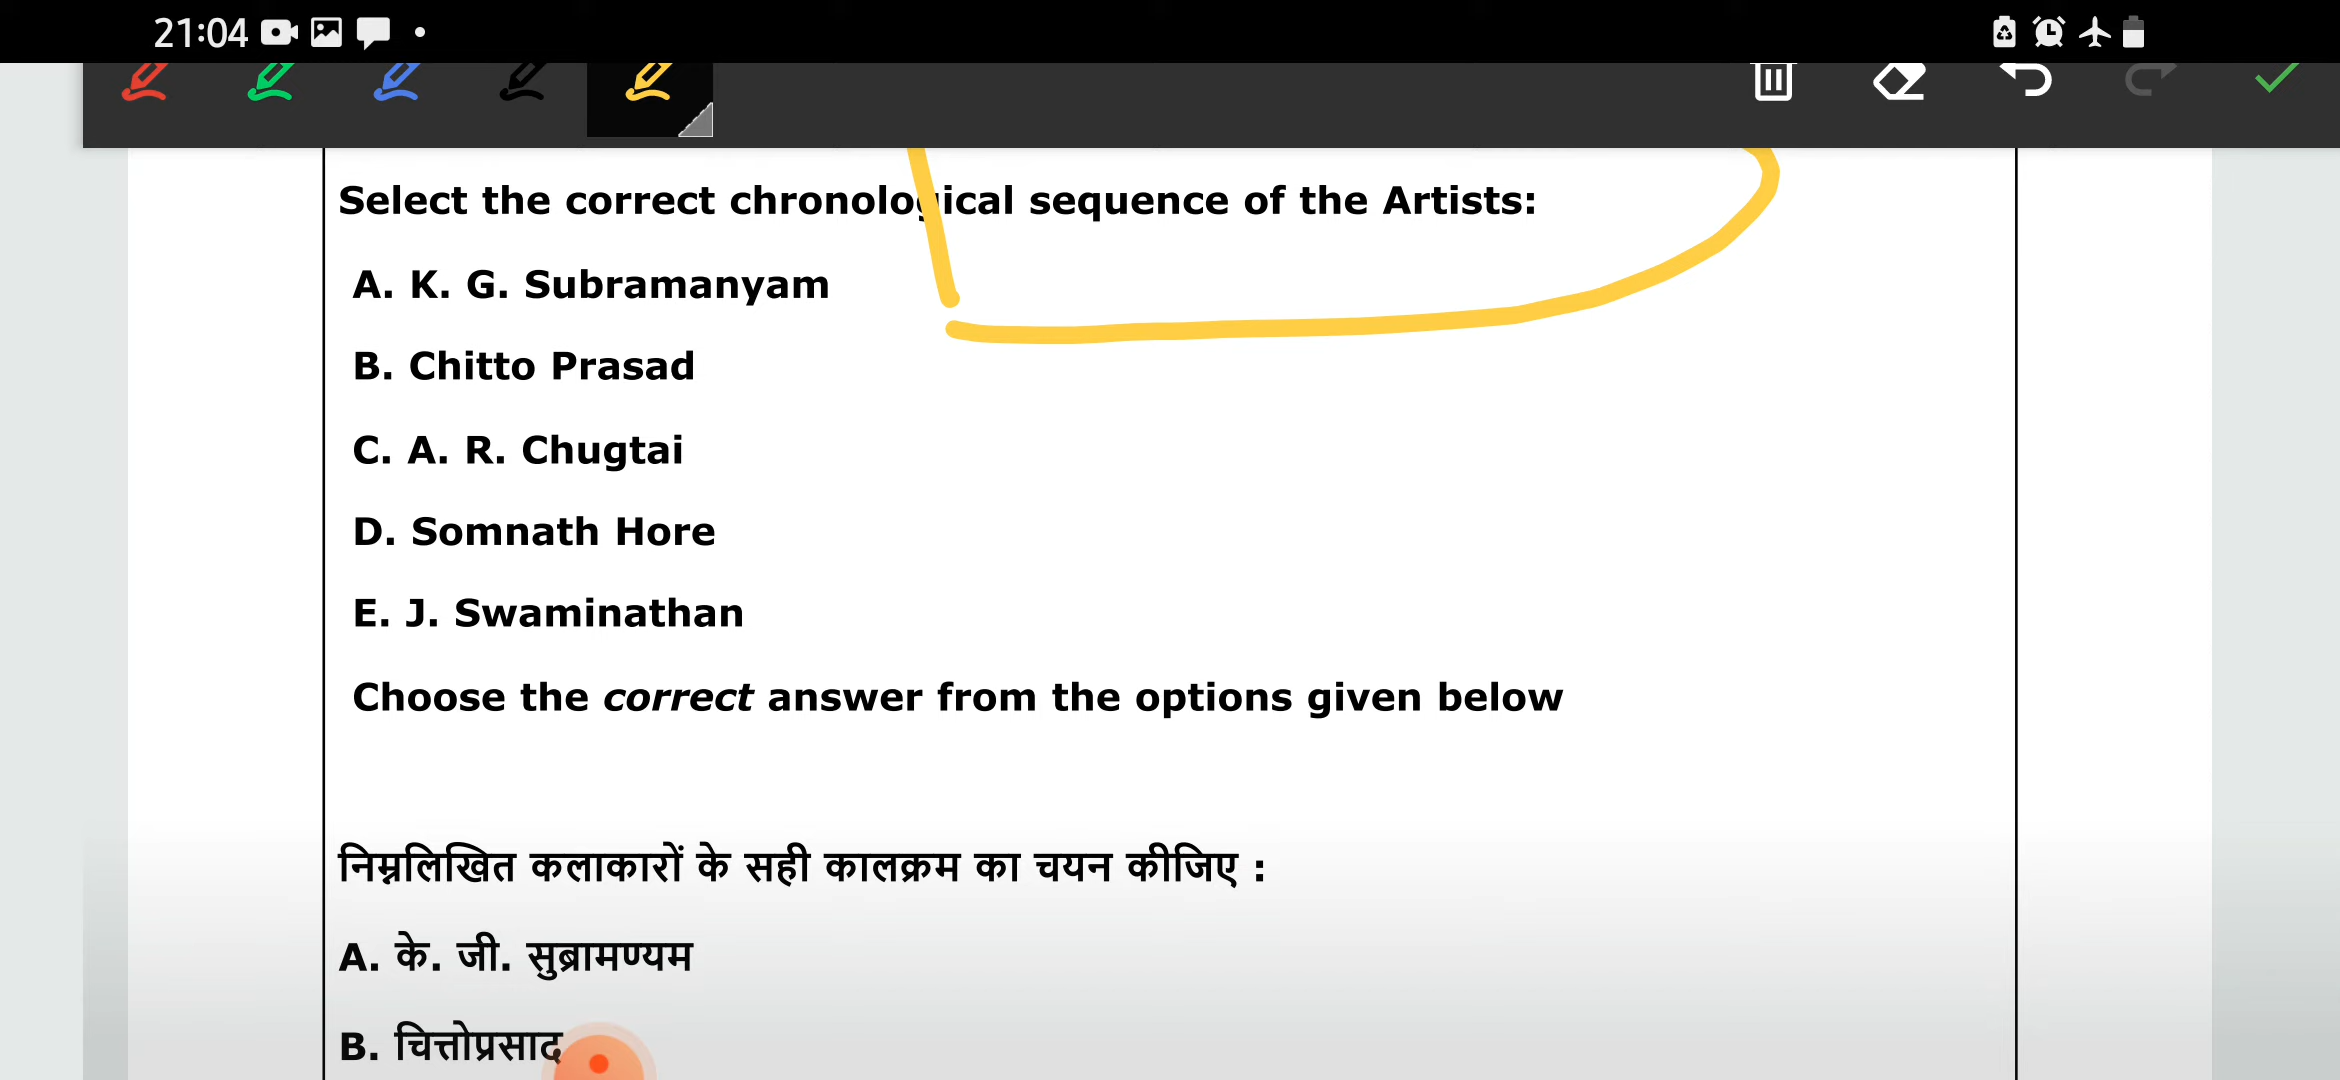 21:04
Select the correct chronological sequence of the Artists:
A. K. G. Subramanyam
B. Chitto Prasad
C. A. R. Chugtai
D. Somnath Hore
E. J. Swaminathan
Choose the correct answer from the options given below
निम्नलिखित कलाकारों के सही कालक्रम का चयन कीजिए :
A. के. जी. सुब्रामण्यम
B. चित्तोप्रसाद